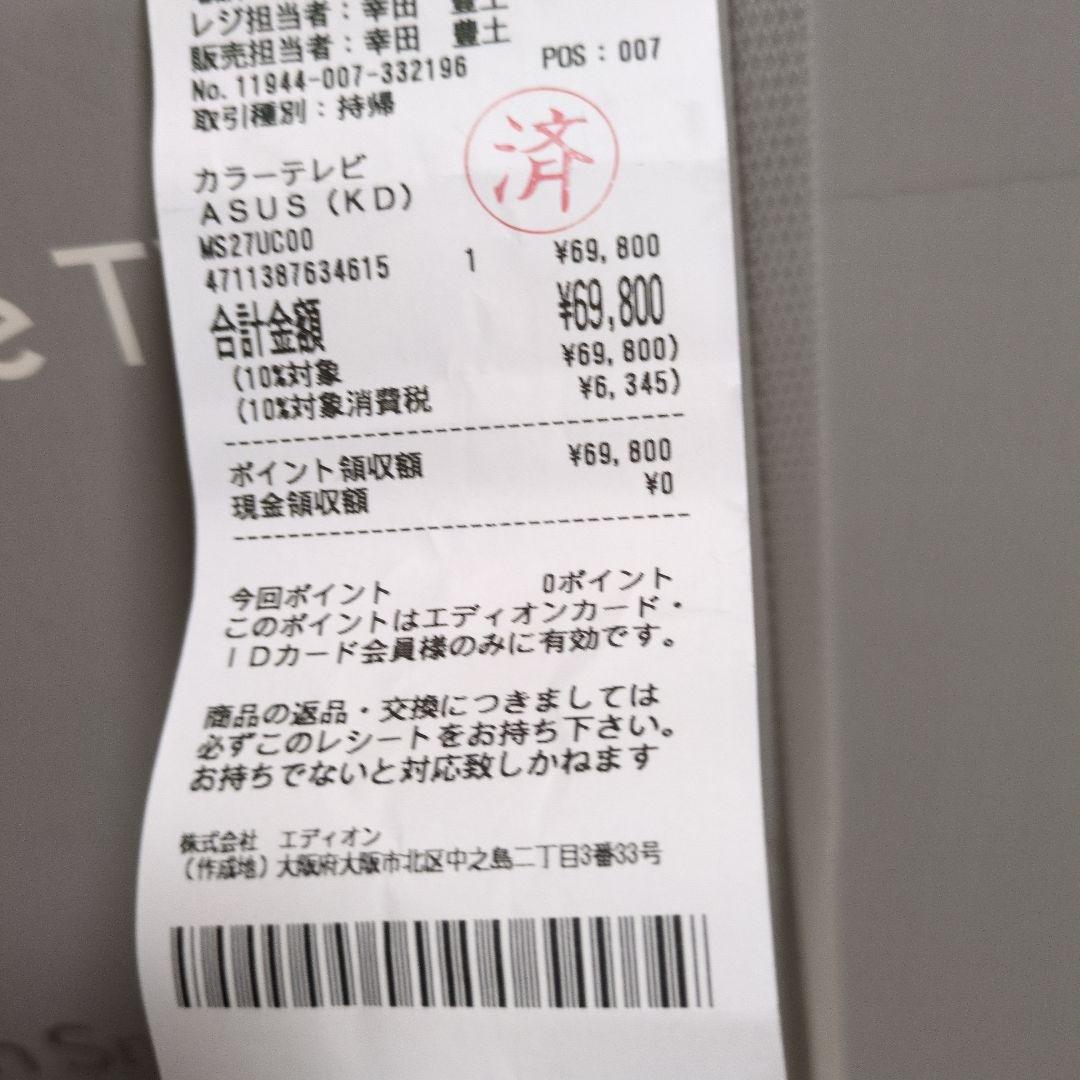 レジ担当者：幸田 豊土
販売担当者：幸田 豊土
No.11944-007-332196 POS：007
取引種別：持帰
済
カラーテレビ
ASUS(KD)
MS27UC00
4711387634615 1 ¥69,800
合計金額 ¥69,800
(10%対象 ¥69,800)
(10%対象消費税 ¥6,345)
ポイント領収額 ¥69,800
現金領収額 ¥0
今回ポイント 0ポイント
このポイントはエディオンカード・
IDカード会員様のみに有効です。
商品の返品・交換につきましては
必ずこのレシートをお持ち下さい。
お持ちでないと対応致しかねます
株式会社 エディオン
(作成地)大阪府大阪市北区中之島二丁目3番33号